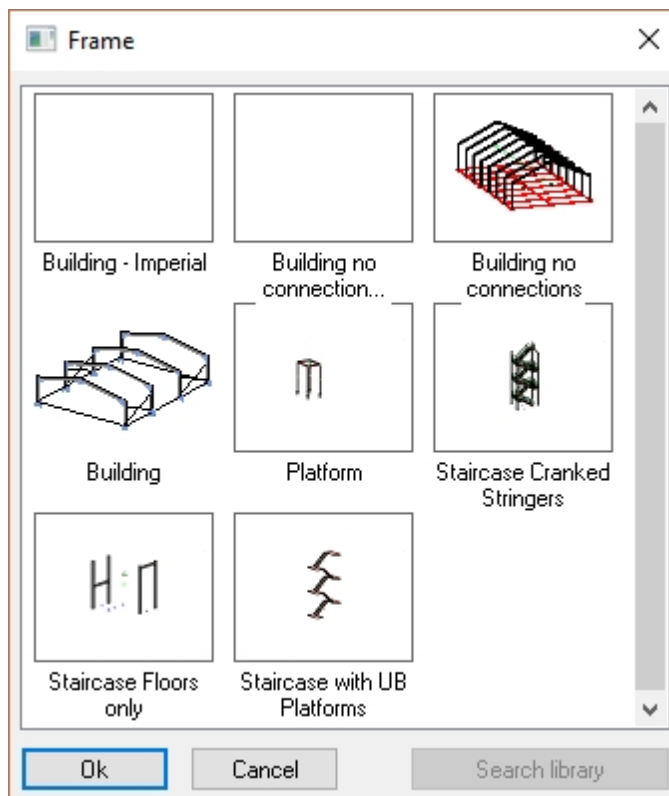 Frame
Building - Imperial
Building no
connection...
Building no
connections
Building
Platform
Staircase Cranked
Stringers
Staircase Floors
only
Staircase with UB
Platforms
Ok
Cancel
Search library